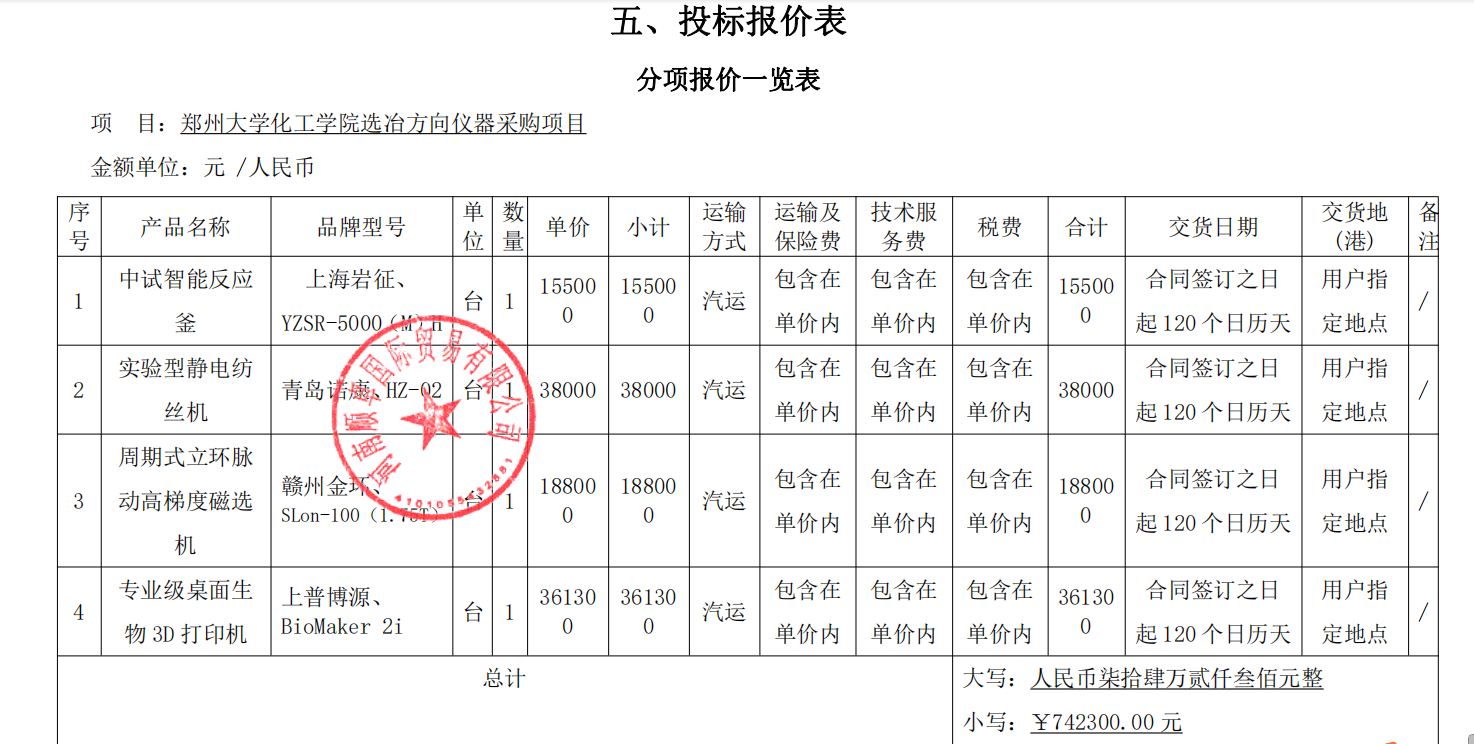 五、投标报价表
分项报价一览表
项 目：郑州大学化工学院选冶方向仪器采购项目
金额单位：元 /人民币
序号 产品名称 品牌型号 单位 数量 单价 小计 运输方式 运输及保险费 技术服务费 税费 合计 交货日期 交货地(港) 备注
1 中试智能反应釜 上海岩征、YZSR-5000（M）H 台 1 155000 155000 汽运 包含在单价内 包含在单价内 包含在单价内 155000 合同签订之日起 120 个日历天 用户指定地点 /
2 实验型静电纺丝机 青岛诺康、HZ-02 台 1 38000 38000 汽运 包含在单价内 包含在单价内 包含在单价内 38000 合同签订之日起 120 个日历天 用户指定地点 /
3 周期式立环脉动高梯度磁选机 赣州金环、SLon-100（1.75T） 台 1 188000 188000 汽运 包含在单价内 包含在单价内 包含在单价内 188000 合同签订之日起 120 个日历天 用户指定地点 /
4 专业级桌面生物 3D 打印机 上普博源、BioMaker 2i 台 1 361300 361300 汽运 包含在单价内 包含在单价内 包含在单价内 361300 合同签订之日起 120 个日历天 用户指定地点 /
总计
大写：人民币柒拾肆万贰仟叁佰元整
小写：￥742300.00 元